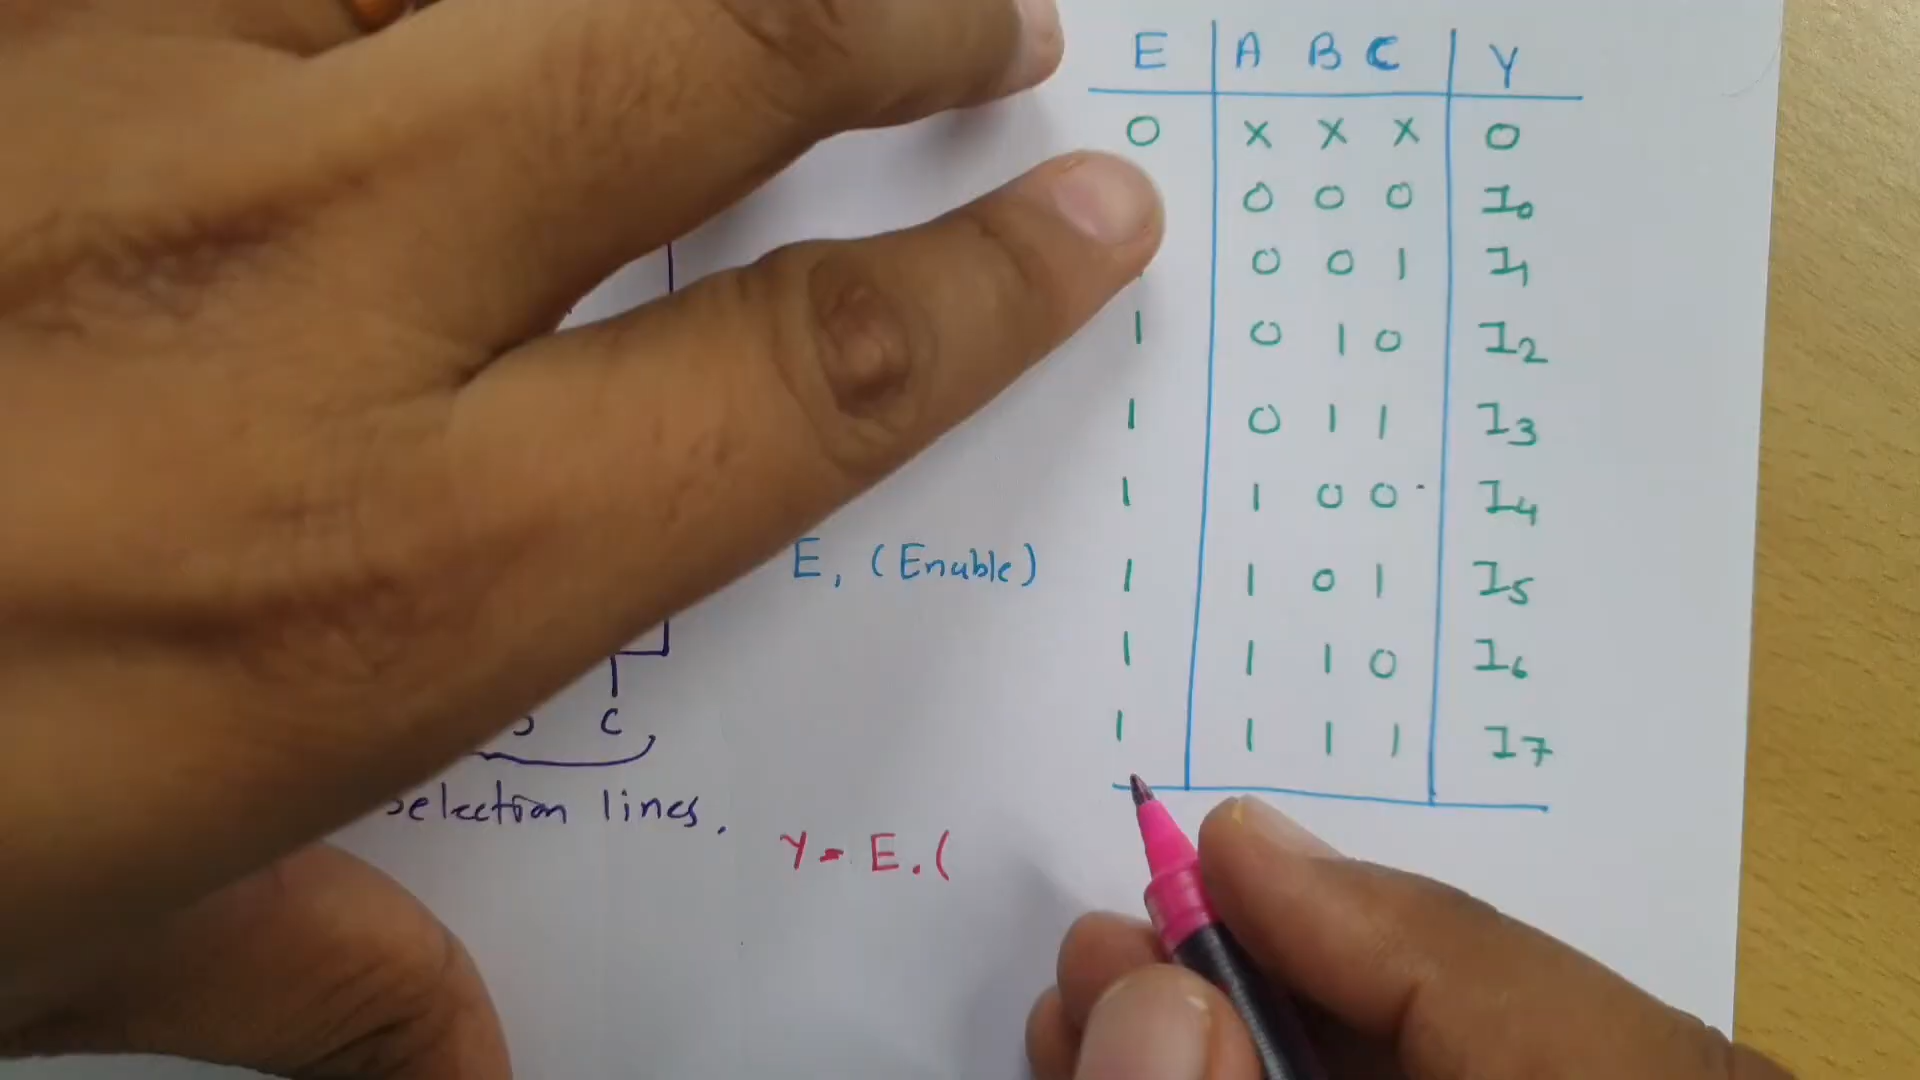 E A B C Y
0 X X X 0
0 0 0 I0
0 0 1 I1
1 0 1 0 I2
1 0 1 1 I3
1 1 0 0 I4
E, (Enable)
1 1 0 1 I5
1 1 1 0 I6
C
1 1 1 1 I7
selection lines.
Y = E.(